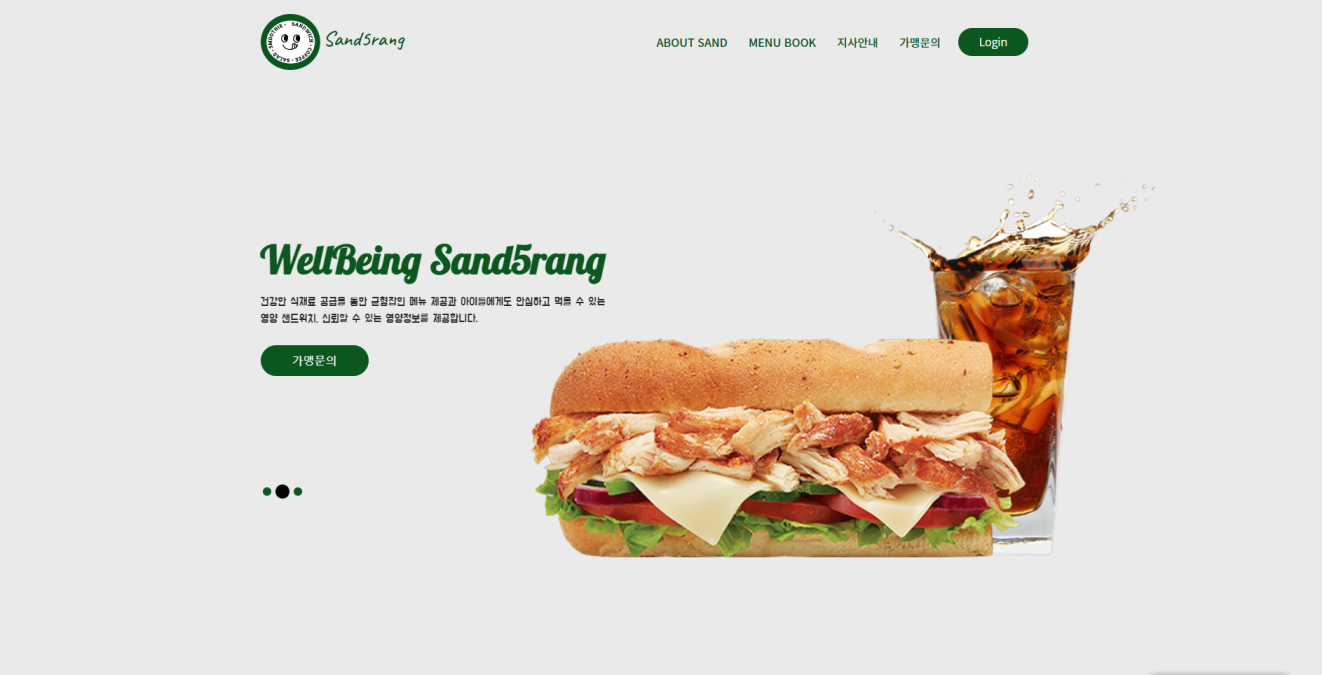 SMOOTHIE · SANDWICH · COFFEE · SALAD ·
Sand5rang
ABOUT SAND
MENU BOOK
지사안내
가맹문의
Login
WellBeing Sand5rang
건강한 식재료 공급을 통한 균형잡힌 메뉴 제공과 아이들에게도 안심하고 먹을 수 있는
영양 샌드위치, 신뢰할 수 있는 영양정보를 제공합니다.
가맹문의